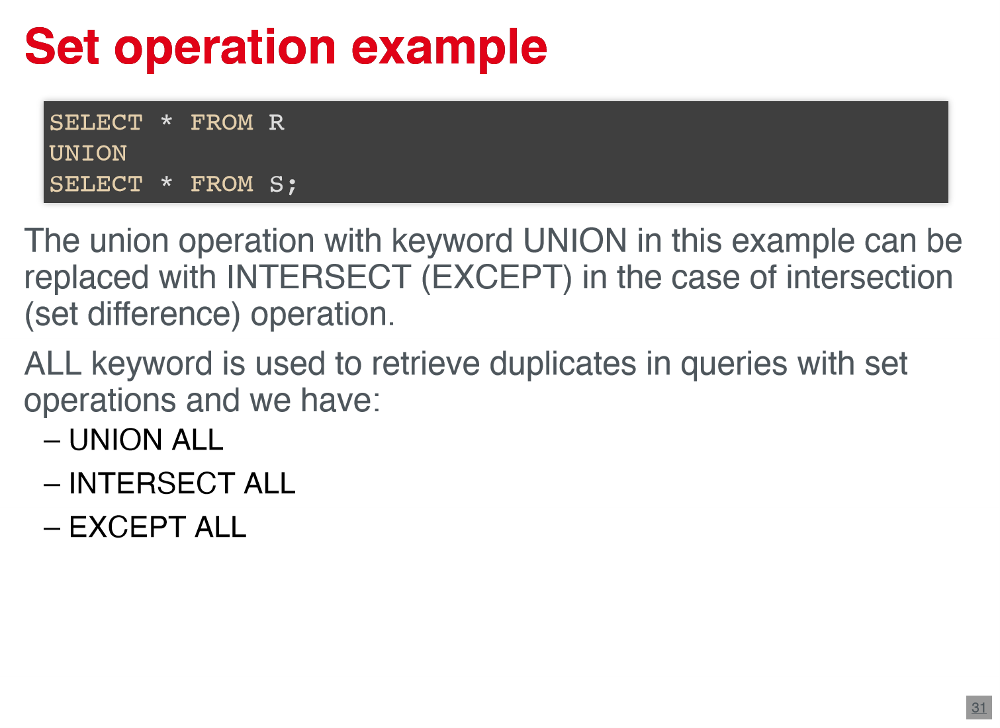 Set operation example
SELECT * FROM R
UNION
SELECT * FROM S;
The union operation with keyword UNION in this example can be
replaced with INTERSECT (EXCEPT) in the case of intersection
(set difference) operation.
ALL keyword is used to retrieve duplicates in queries with set
operations and we have:
– UNION ALL
– INTERSECT ALL
– EXCEPT ALL
31